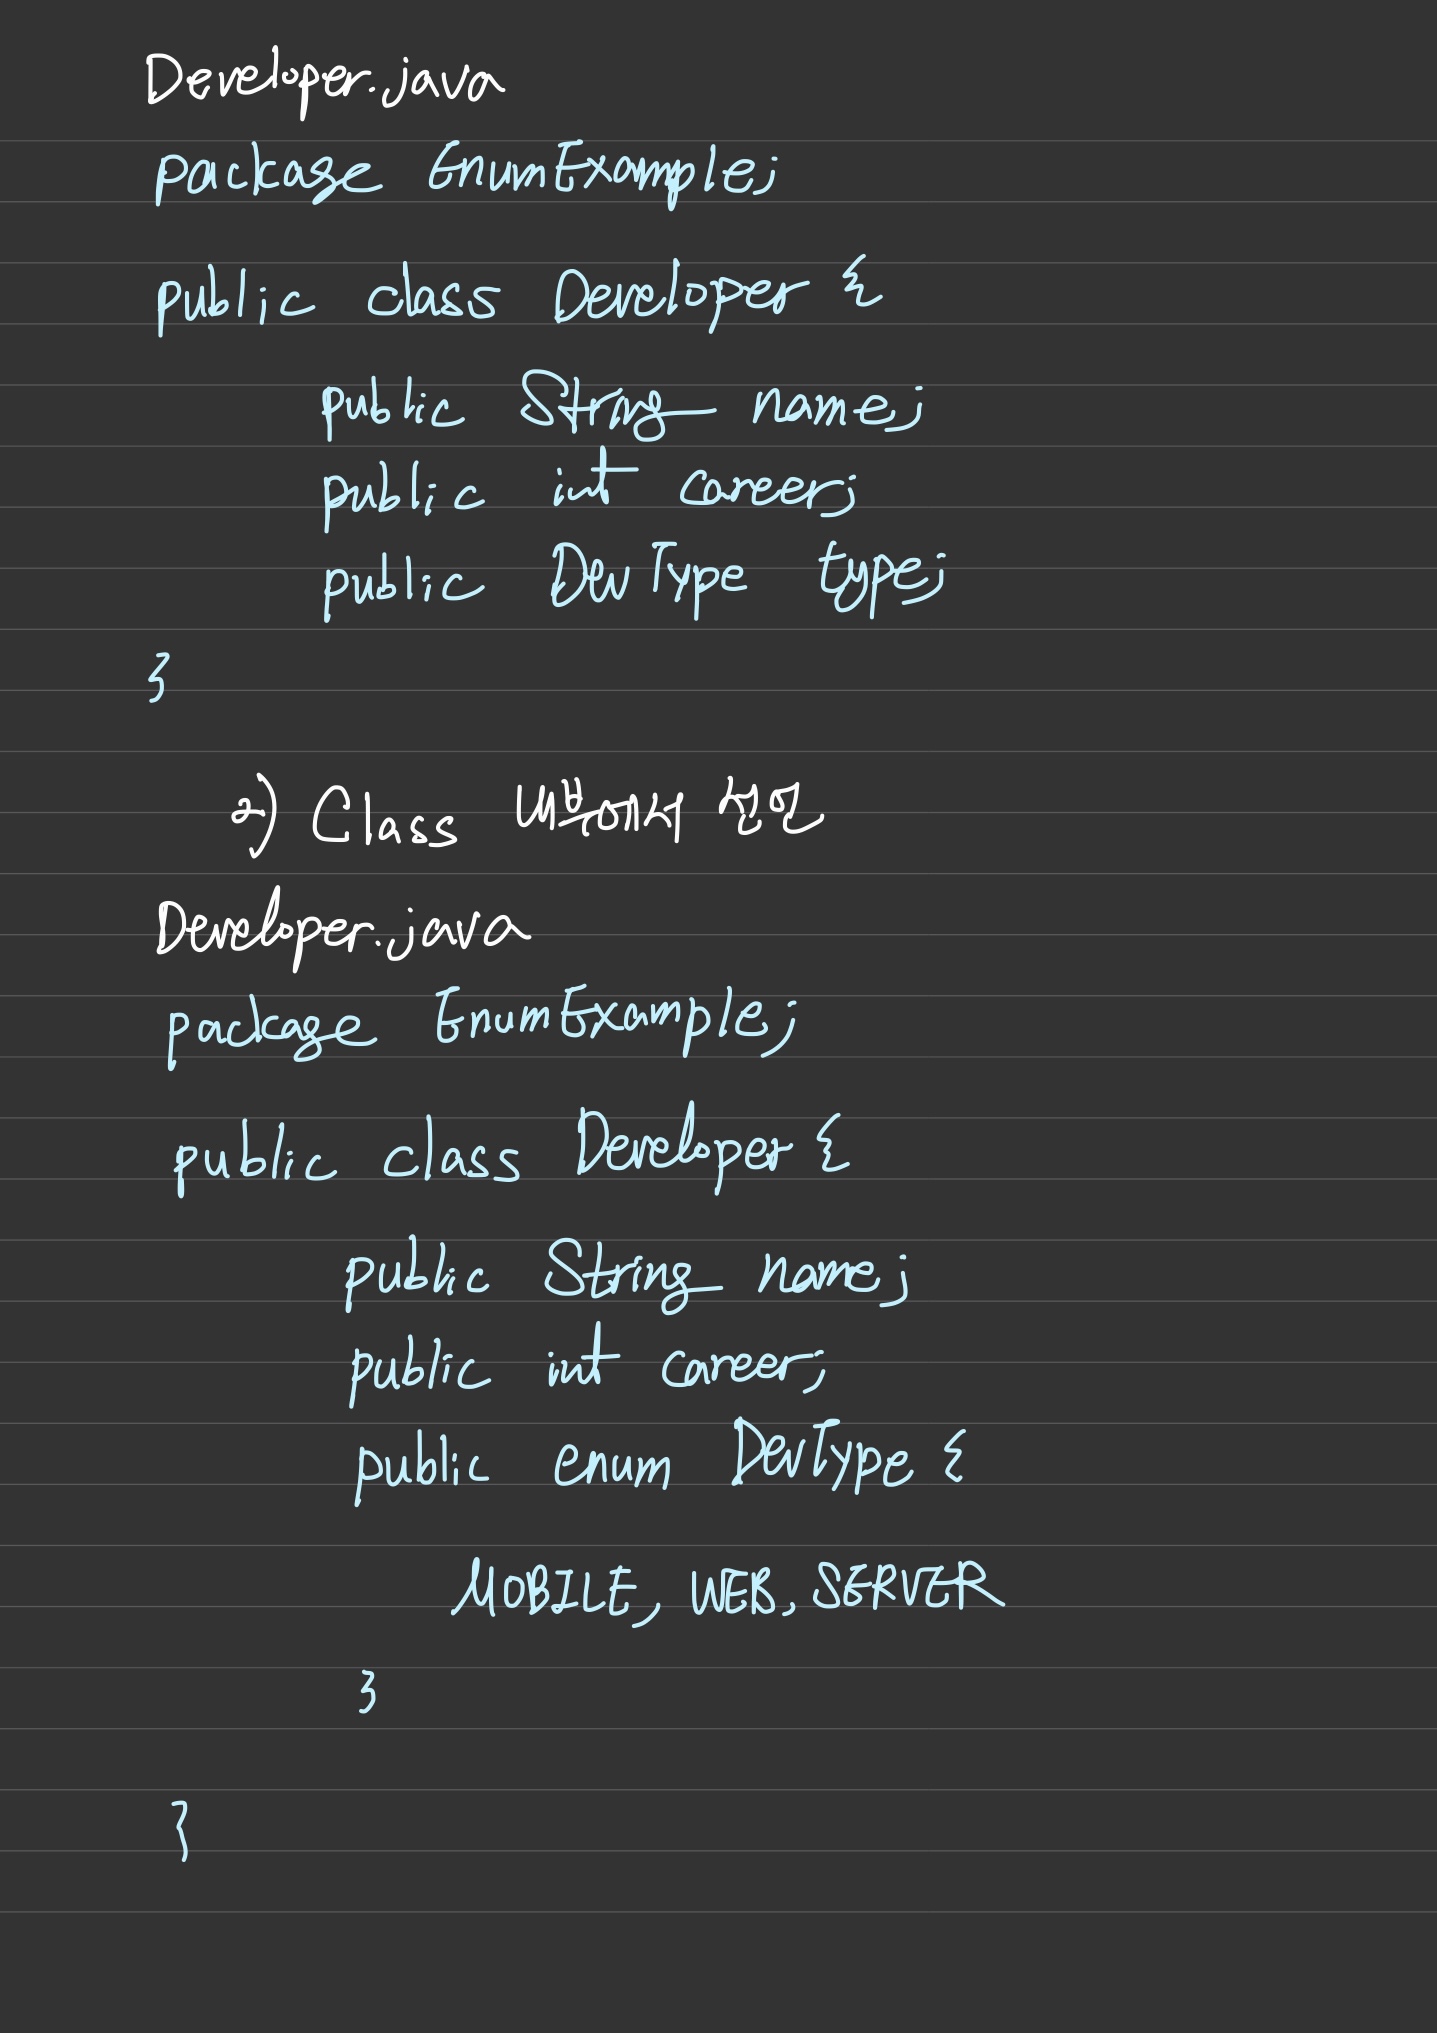 Developer.java
package EnumExample;
public class Developer {
public String name;
public int career;
public DevType type;
}
2) Class 내부에서 선언
Developer.java
package EnumExample;
public class Developer {
public String name;
public int career;
public enum DevType {
MOBILE, WEB, SERVER
}
}